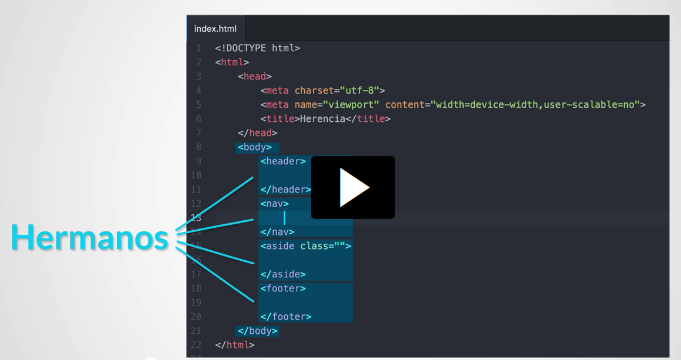 index.html
1 <!DOCTYPE html>
2 <html>
3 <head>
4 <meta charset="utf-8">
5 <meta name="viewport" content="width=device-width,user-scalable=no">
6 <title>Herencia</title>
7 </head>
8 <body>
9 <header>
10
11 </header>
12 <nav>
13
Hermanos
14 </nav>
15 <aside class="">
16
17 </aside>
18 <footer>
19
20 </footer>
21 </body>
22 </html>